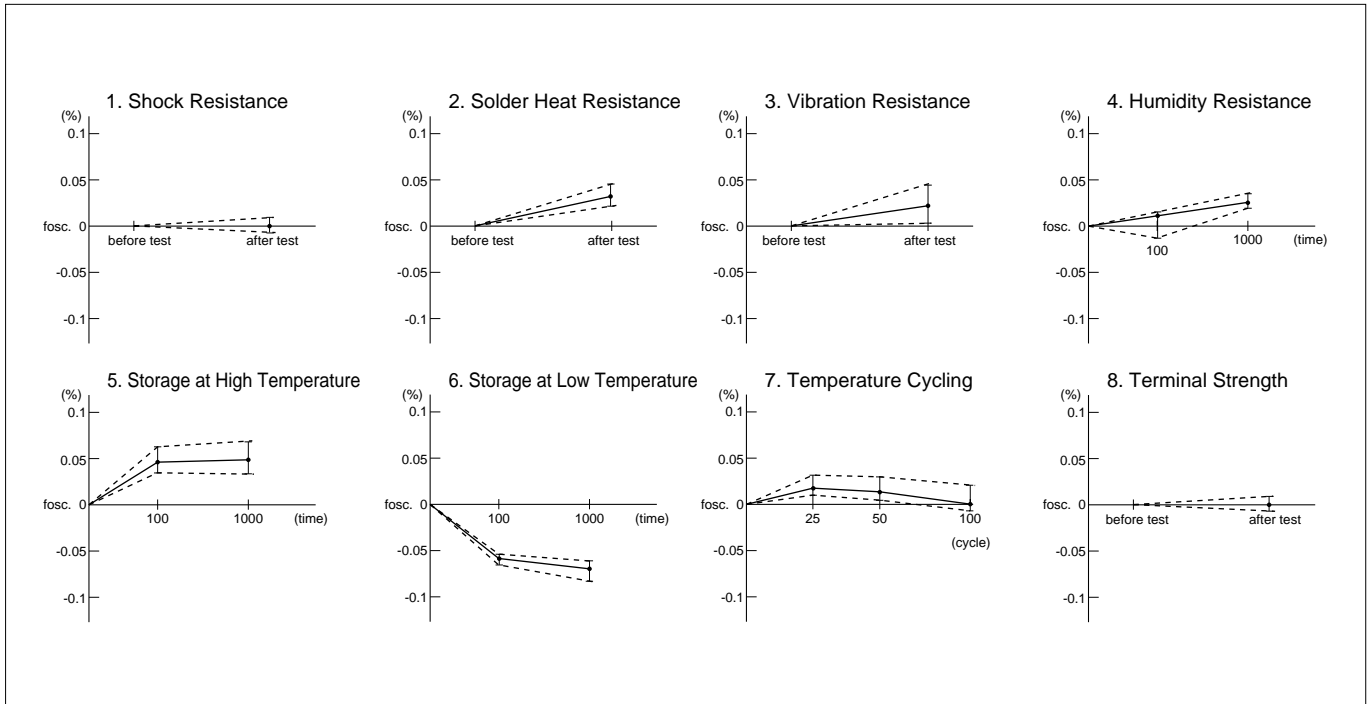 1. Shock Resistance
(%)
0.1
0.05
fosc. 0
before test after test
-0.05
-0.1
2. Solder Heat Resistance
(%)
0.1
0.05
fosc. 0
before test after test
-0.05
-0.1
3. Vibration Resistance
(%)
0.1
0.05
fosc. 0
before test after test
-0.05
-0.1
4. Humidity Resistance
(%)
0.1
0.05
fosc. 0
100 1000 (time)
-0.05
-0.1
5. Storage at High Temperature
(%)
0.1
0.05
fosc. 0
100 1000 (time)
-0.05
-0.1
6. Storage at Low Temperature
(%)
0.1
0.05
fosc. 0
100 1000 (time)
-0.05
-0.1
7. Temperature Cycling
(%)
0.1
0.05
fosc. 0
25 50 100
(cycle)
-0.05
-0.1
8. Terminal Strength
(%)
0.1
0.05
fosc. 0
before test after test
-0.05
-0.1